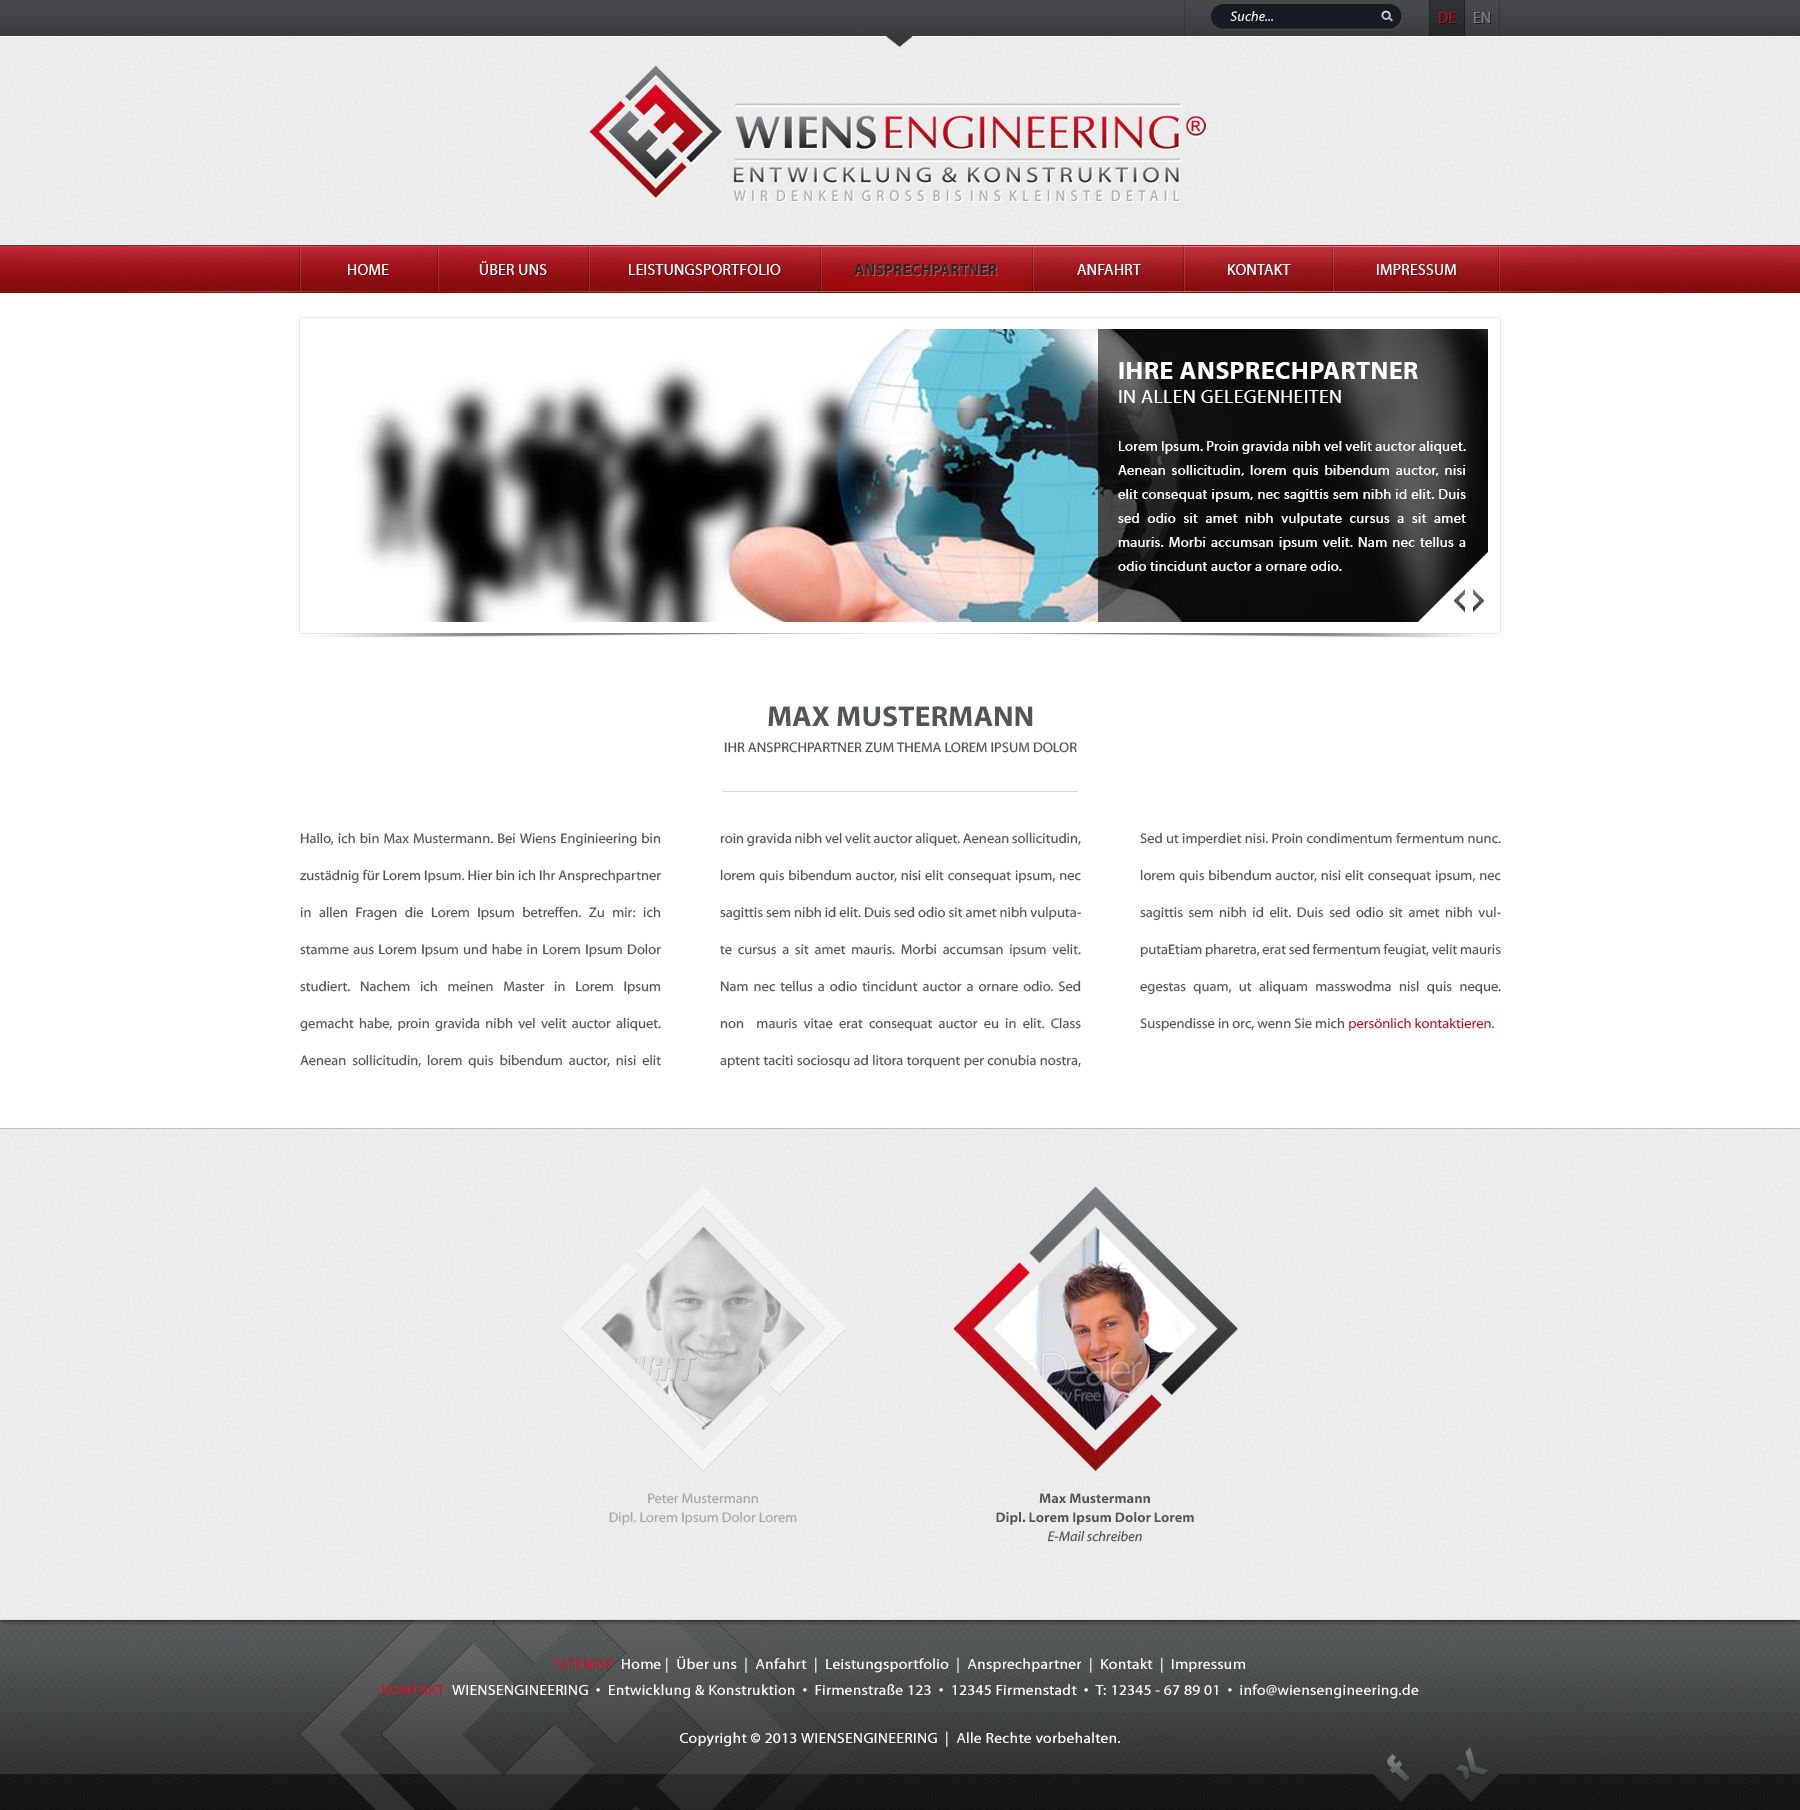 Suche...
DE EN
WIENSENGINEERING®
ENTWICKLUNG & KONSTRUKTION
WIR DENKEN GROSS BIS INS KLEINSTE DETAIL
HOME ÜBER UNS LEISTUNGSPORTFOLIO ANSPRECHPARTNER ANFAHRT KONTAKT IMPRESSUM
IHRE ANSPRECHPARTNER
IN ALLEN GELEGENHEITEN
Lorem Ipsum. Proin gravida nibh vel velit auctor aliquet.
Aenean sollicitudin, lorem quis bibendum auctor, nisi
elit consequat ipsum, nec sagittis sem nibh id elit. Duis
sed odio sit amet nibh vulputate cursus a sit amet
mauris. Morbi accumsan ipsum velit. Nam nec tellus a
odio tincidunt auctor a ornare odio.
MAX MUSTERMANN
IHR ANSPRCHPARTNER ZUM THEMA LOREM IPSUM DOLOR
Hallo, ich bin Max Mustermann. Bei Wiens Enginieering bin
zustädnig für Lorem Ipsum. Hier bin ich Ihr Ansprechpartner
in allen Fragen die Lorem Ipsum betreffen. Zu mir: ich
stamme aus Lorem Ipsum und habe in Lorem Ipsum Dolor
studiert. Nachem ich meinen Master in Lorem Ipsum
gemacht habe, proin gravida nibh vel velit auctor aliquet.
Aenean sollicitudin, lorem quis bibendum auctor, nisi elit
roin gravida nibh vel velit auctor aliquet. Aenean sollicitudin,
lorem quis bibendum auctor, nisi elit consequat ipsum, nec
sagittis sem nibh id elit. Duis sed odio sit amet nibh vulputa-
te cursus a sit amet mauris. Morbi accumsan ipsum velit.
Nam nec tellus a odio tincidunt auctor a ornare odio. Sed
non mauris vitae erat consequat auctor eu in elit. Class
aptent taciti sociosqu ad litora torquent per conubia nostra,
Sed ut imperdiet nisi. Proin condimentum fermentum nunc.
lorem quis bibendum auctor, nisi elit consequat ipsum, nec
sagittis sem nibh id elit. Duis sed odio sit amet nibh vul-
putaEtiam pharetra, erat sed fermentum feugiat, velit mauris
egestas quam, ut aliquam masswodma nisl quis neque.
Suspendisse in orc, wenn Sie mich persönlich kontaktieren.
Peter Mustermann
Dipl. Lorem Ipsum Dolor Lorem
Dealer
ty Free
Max Mustermann
Dipl. Lorem Ipsum Dolor Lorem
E-Mail schreiben
SITEMAP Home | Über uns | Anfahrt | Leistungsportfolio | Ansprechpartner | Kontakt | Impressum
KONTAKT WIENSENGINEERING • Entwicklung & Konstruktion • Firmenstraße 123 • 12345 Firmenstadt • T: 12345 - 67 89 01 • info@wiensengineering.de
Copyright © 2013 WIENSENGINEERING | Alle Rechte vorbehalten.